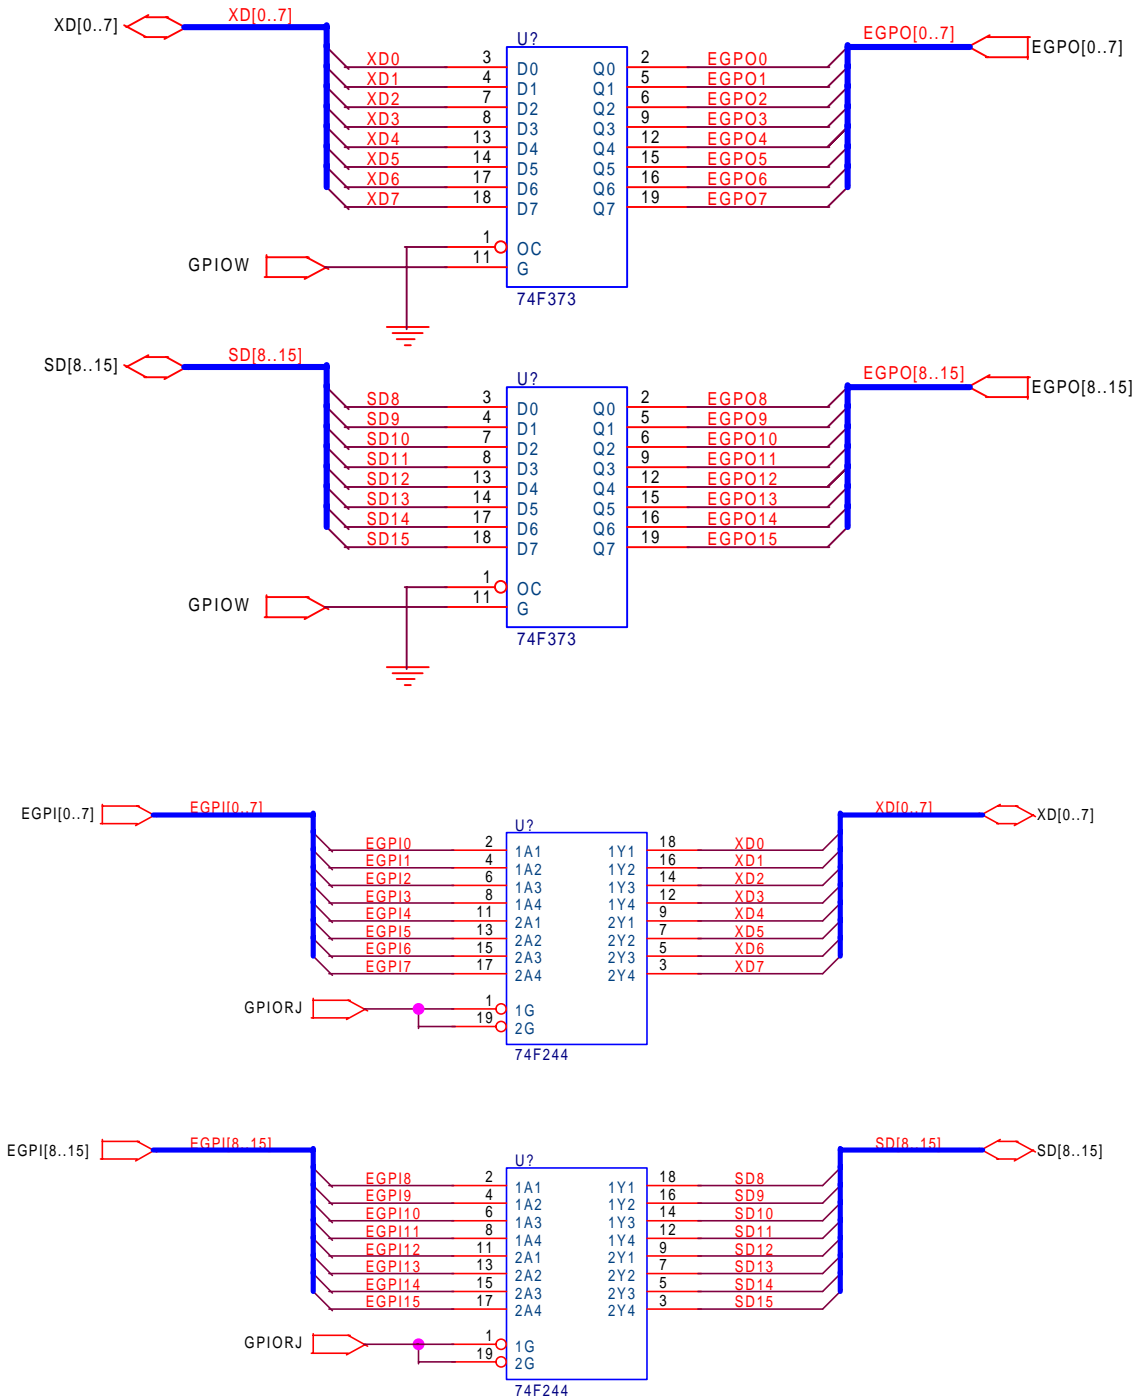 XD[0..7] XD[0..7] EGPO[0..7] EGPO[0..7]
U?
XD0 3 D0 Q0 2 EGPO0
XD1 4 D1 Q1 5 EGPO1
XD2 7 D2 Q2 6 EGPO2
XD3 8 D3 Q3 9 EGPO3
XD4 13 D4 Q4 12 EGPO4
XD5 14 D5 Q5 15 EGPO5
XD6 17 D6 Q6 16 EGPO6
XD7 18 D7 Q7 19 EGPO7
1 OC
GPIOW 11 G
74F373
SD[8..15] SD[8..15] EGPO[8..15] EGPO[8..15]
U?
SD8 3 D0 Q0 2 EGPO8
SD9 4 D1 Q1 5 EGPO9
SD10 7 D2 Q2 6 EGPO10
SD11 8 D3 Q3 9 EGPO11
SD12 13 D4 Q4 12 EGPO12
SD13 14 D5 Q5 15 EGPO13
SD14 17 D6 Q6 16 EGPO14
SD15 18 D7 Q7 19 EGPO15
1 OC
GPIOW 11 G
74F373
EGPI[0..7] EGPI[0..7] XD[0..7] XD[0..7]
U?
EGPI0 2 1A1 1Y1 18 XD0
EGPI1 4 1A2 1Y2 16 XD1
EGPI2 6 1A3 1Y3 14 XD2
EGPI3 8 1A4 1Y4 12 XD3
EGPI4 11 2A1 2Y1 9 XD4
EGPI5 13 2A2 2Y2 7 XD5
EGPI6 15 2A3 2Y3 5 XD6
EGPI7 17 2A4 2Y4 3 XD7
GPIORJ 1 1G
19 2G
74F244
EGPI[8..15] EGPI[8..15] SD[8..15] SD[8..15]
U?
EGPI8 2 1A1 1Y1 18 SD8
EGPI9 4 1A2 1Y2 16 SD9
EGPI10 6 1A3 1Y3 14 SD10
EGPI11 8 1A4 1Y4 12 SD11
EGPI12 11 2A1 2Y1 9 SD12
EGPI13 13 2A2 2Y2 7 SD13
EGPI14 15 2A3 2Y3 5 SD14
EGPI15 17 2A4 2Y4 3 SD15
GPIORJ 1 1G
19 2G
74F244